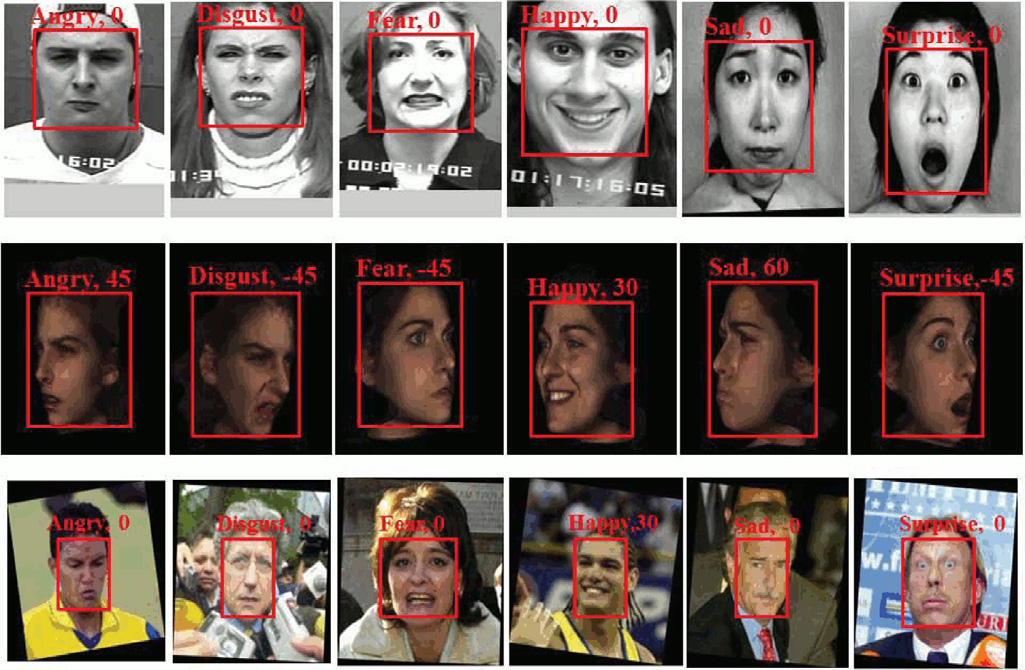 Angry, 0
Disgust, 0
Fear, 0
Happy, 0
Sad, 0
Surprise, 0
16:02
01:3
00:02:19:02
01:17:16.05
Angry, 45
Disgust, -45
Fear, -45
Happy, 30
Sad, 60
Surprise,-45
Angry, 0
Disgust, 0
Fear,0
Happy,30
Sad, 0
Surprise, 0